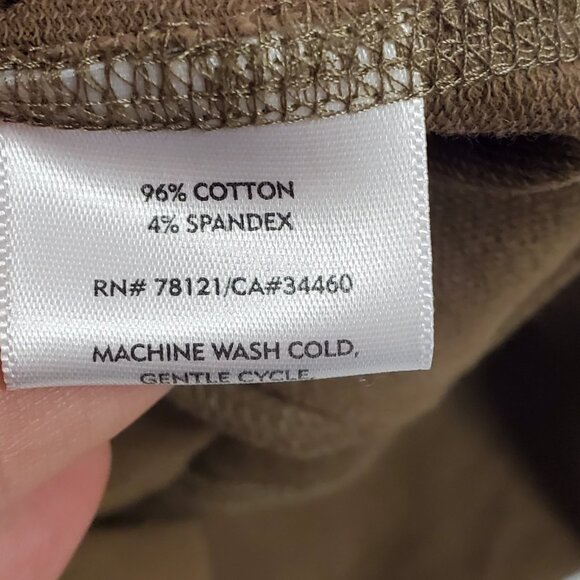 96% COTTON
4% SPANDEX
RN# 78121/CA#34460
MACHINE WASH COLD,
GENTLE CYCLE,